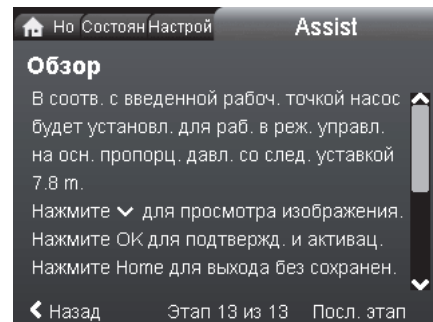 Но Состоян Настрой Assist
Обзор
В соотв. с введенной рабоч. точкой насос
будет установл. для раб. в реж. управл.
на осн. пропорц. давл. со след. уставкой
7.8 m.
Нажмите для просмотра изображения.
Нажмите OK для подтвержд. и активац.
Нажмите Home для выхода без сохранен.
Назад Этап 13 из 13 Посл. этап